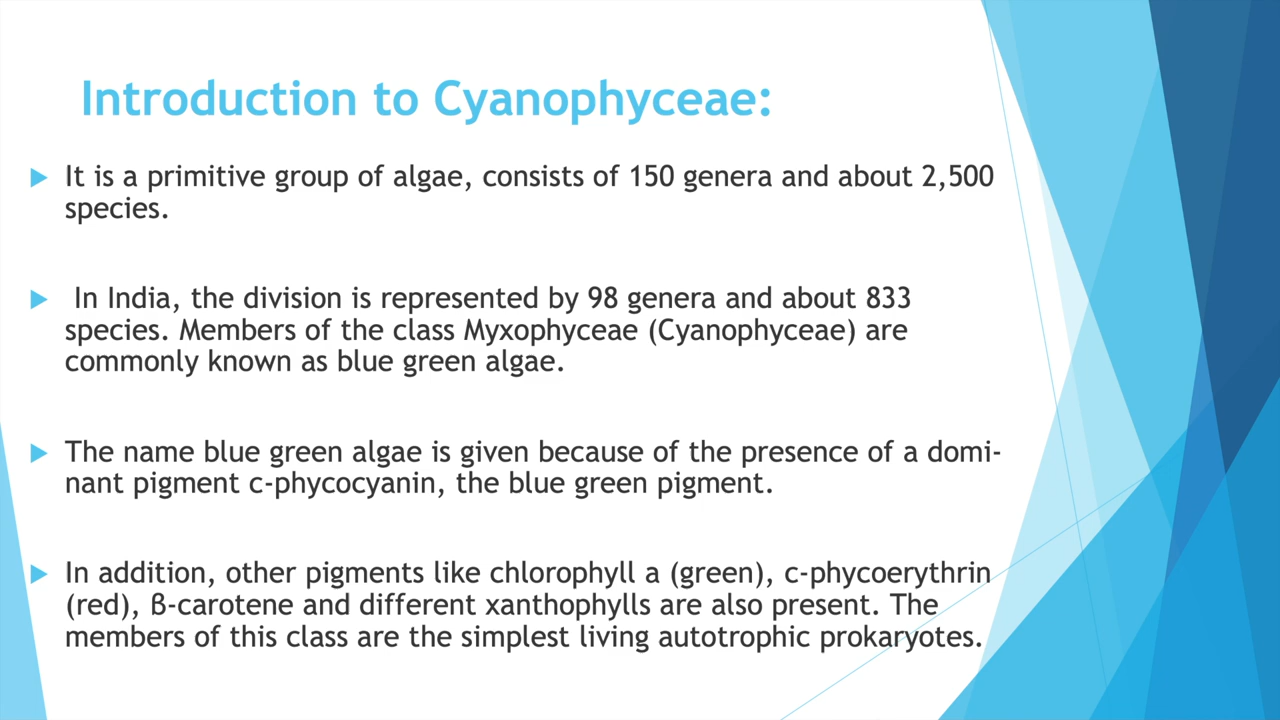 Introduction to Cyanophyceae:
It is a primitive group of algae, consists of 150 genera and about 2,500
species.
In India, the division is represented by 98 genera and about 833
species. Members of the class Myxophyceae (Cyanophyceae) are
commonly known as blue green algae.
The name blue green algae is given because of the presence of a domi-
nant pigment c-phycocyanin, the blue green pigment.
In addition, other pigments like chlorophyll a (green), c-phycoerythrin
(red), ß-carotene and different xanthophylls are also present. The
members of this class are the simplest living autotrophic prokaryotes.